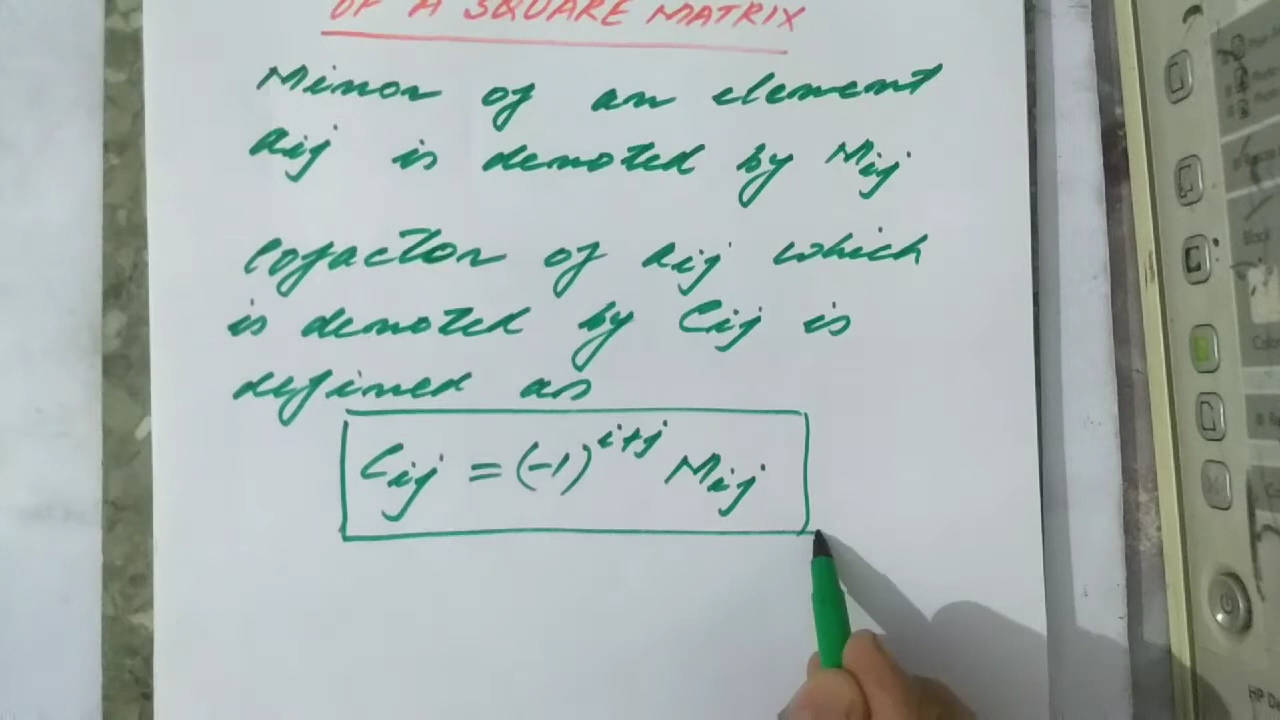 OF A SQUARE MATRIX
Minor of an element
aij is denoted by Mij
Cofactor of aij which
is denoted by Cij is
defined as
Cij = (-1)^{i+j} Mij
Block